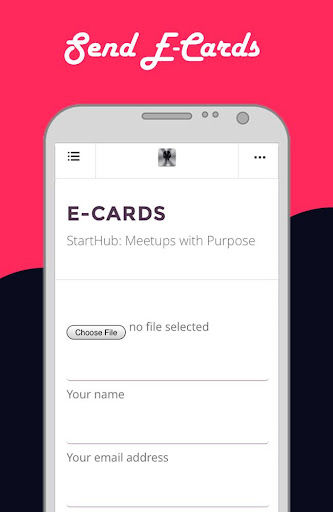 Send E-Cards
E-CARDS
StartHub: Meetups with Purpose
Choose File no file selected
Your name
Your email address